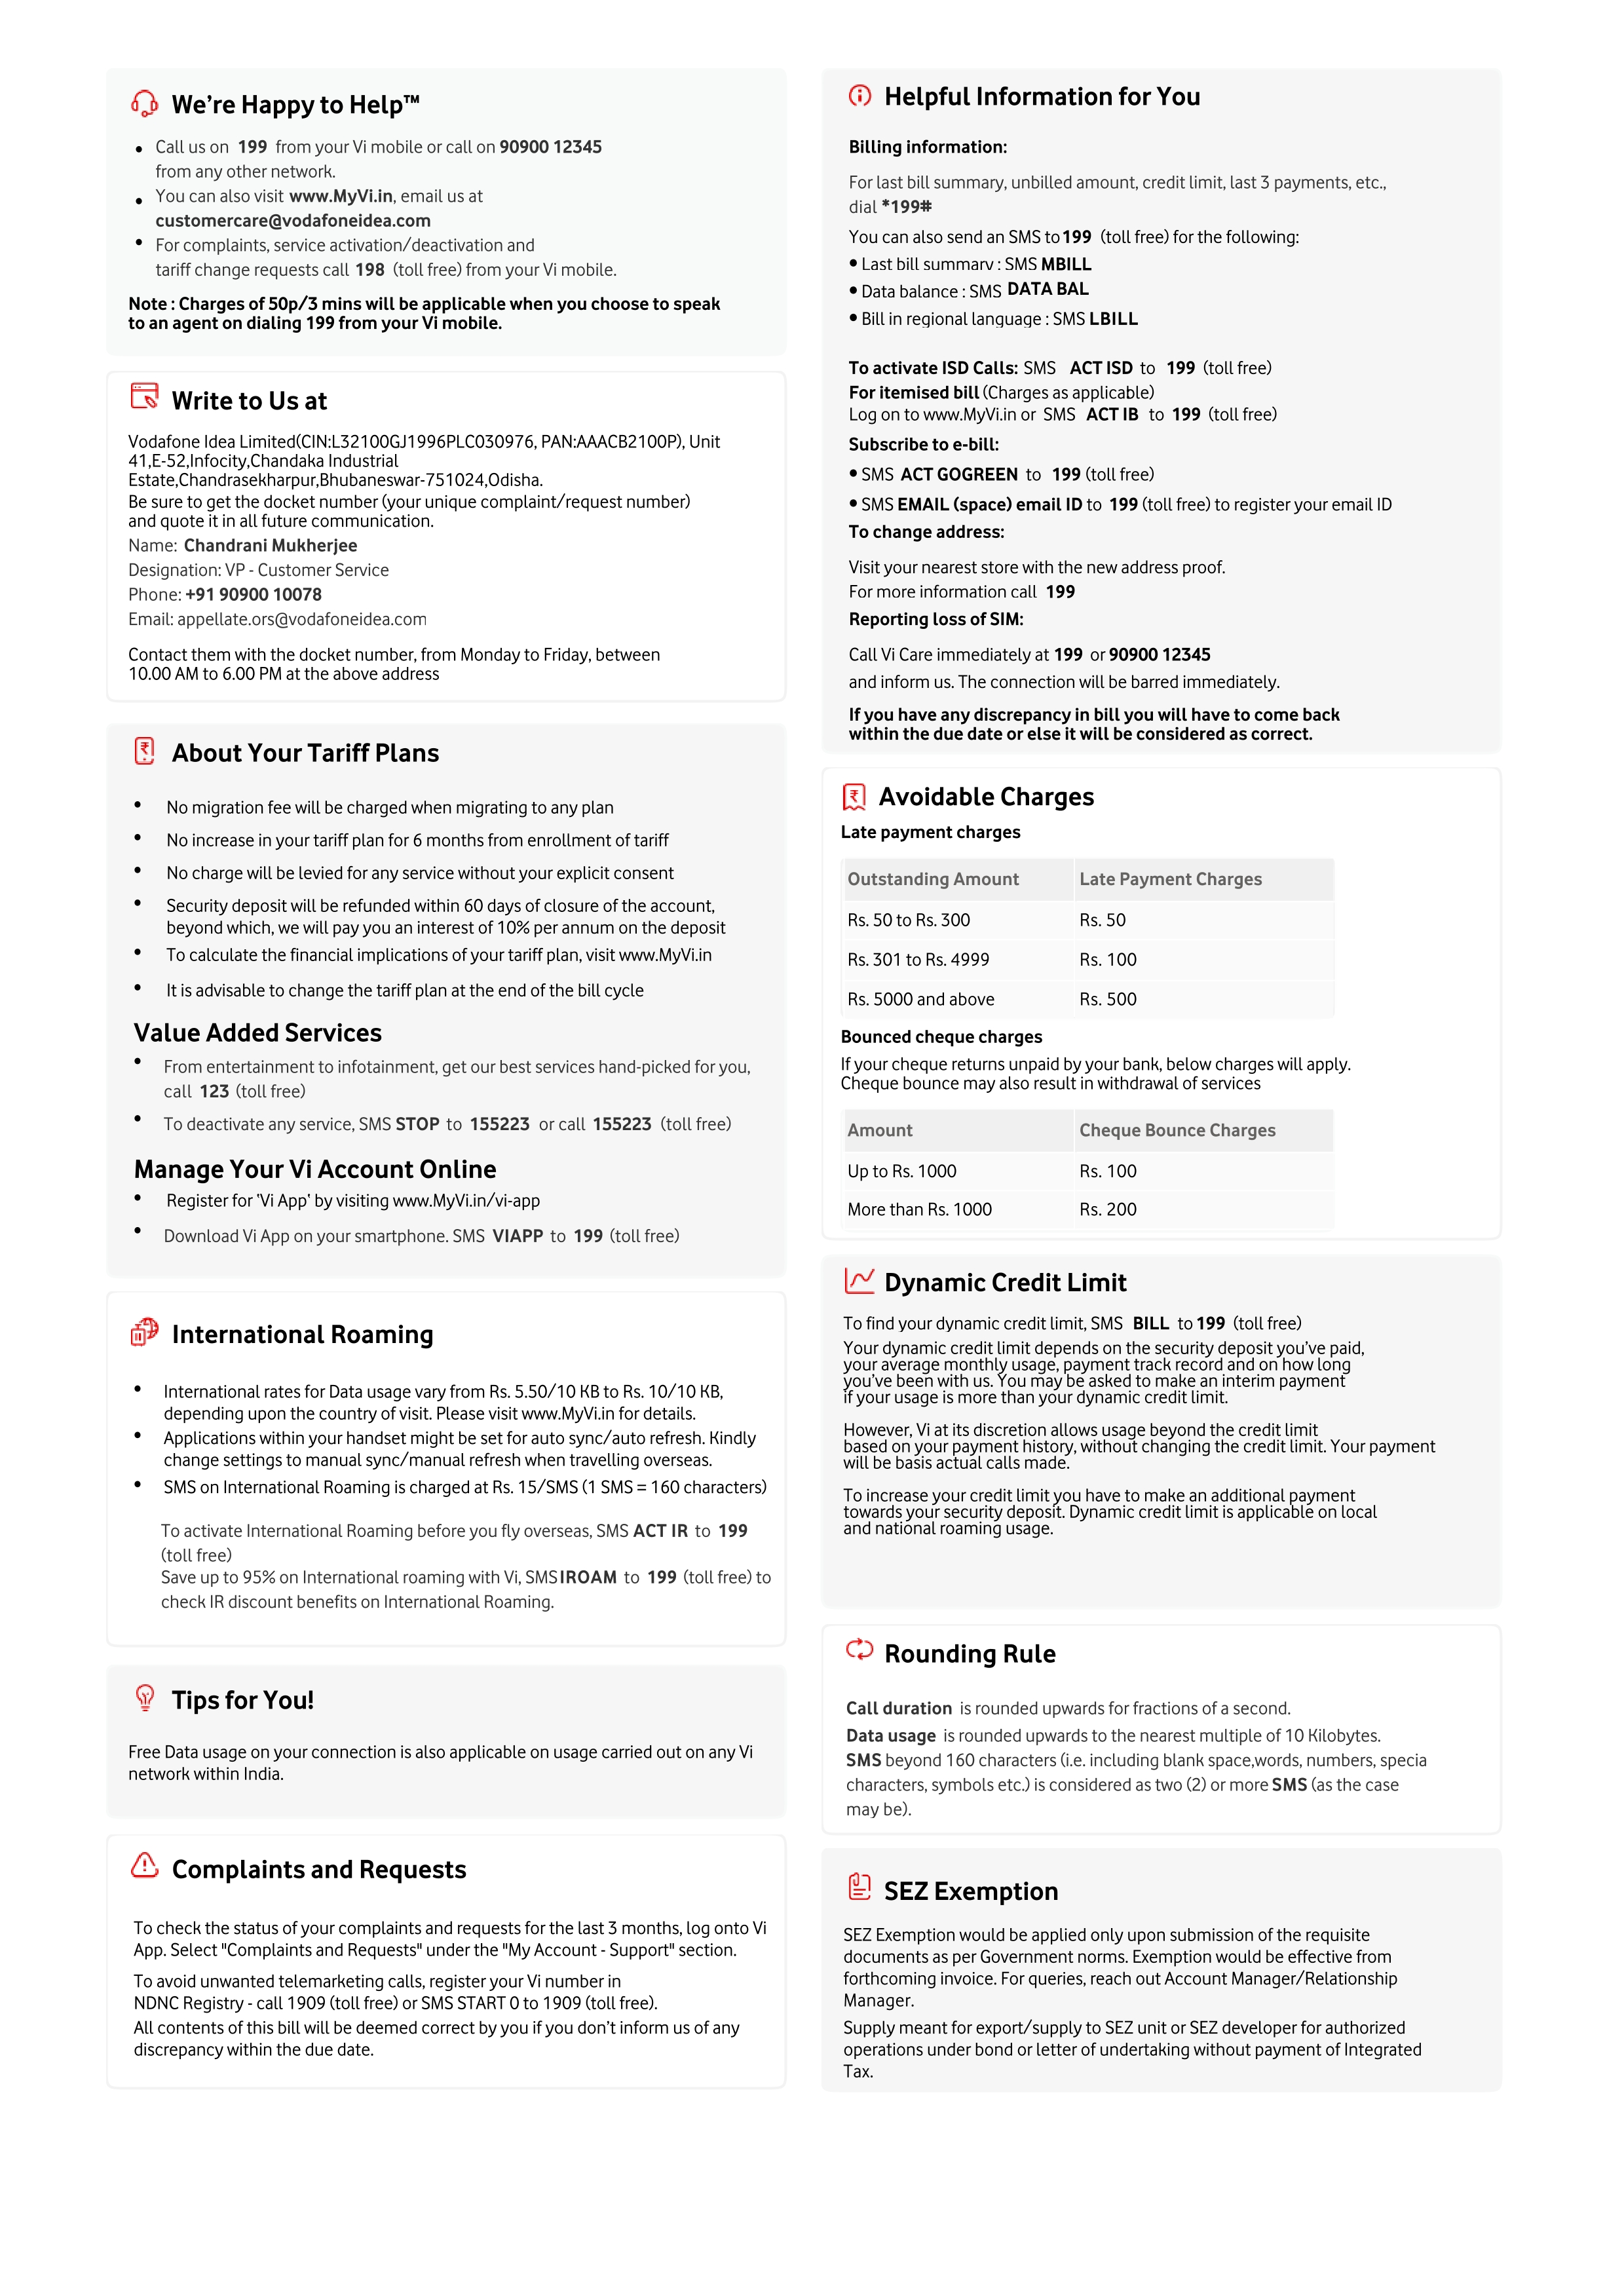 We're Happy to Help™
• Call us on 199 from your Vi mobile or call on 90900 12345
from any other network.
• You can also visit www.MyVi.in, email us at
customercare@vodafoneidea.com
• For complaints, service activation/deactivation and
tariff change requests call 198 (toll free) from your Vi mobile.
Note : Charges of 50p/3 mins will be applicable when you choose to speak
to an agent on dialing 199 from your Vi mobile.
Write to Us at
Vodafone Idea Limited(CIN:L32100GJ1996PLC030976, PAN:AAACB2100P), Unit
41,E-52,Infocity,Chandaka Industrial
Estate,Chandrasekharpur,Bhubaneswar-751024,Odisha.
Be sure to get the docket number (your unique complaint/request number)
and quote it in all future communication.
Name: Chandrani Mukherjee
Designation: VP - Customer Service
Phone: +91 90900 10078
Email: appellate.ors@vodafoneidea.com
Contact them with the docket number, from Monday to Friday, between
10.00 AM to 6.00 PM at the above address
About Your Tariff Plans
• No migration fee will be charged when migrating to any plan
• No increase in your tariff plan for 6 months from enrollment of tariff
• No charge will be levied for any service without your explicit consent
• Security deposit will be refunded within 60 days of closure of the account,
beyond which, we will pay you an interest of 10% per annum on the deposit
• To calculate the financial implications of your tariff plan, visit www.MyVi.in
• It is advisable to change the tariff plan at the end of the bill cycle
Value Added Services
• From entertainment to infotainment, get our best services hand-picked for you,
call 123 (toll free)
• To deactivate any service, SMS STOP to 155223 or call 155223 (toll free)
Manage Your Vi Account Online
• Register for 'Vi App' by visiting www.MyVi.in/vi-app
• Download Vi App on your smartphone. SMS VIAPP to 199 (toll free)
International Roaming
• International rates for Data usage vary from Rs. 5.50/10 KB to Rs. 10/10 KB,
depending upon the country of visit. Please visit www.MyVi.in for details.
• Applications within your handset might be set for auto sync/auto refresh. Kindly
change settings to manual sync/manual refresh when travelling overseas.
• SMS on International Roaming is charged at Rs. 15/SMS (1 SMS = 160 characters)
To activate International Roaming before you fly overseas, SMS ACT IR to 199
(toll free)
Save up to 95% on International roaming with Vi, SMS IROAM to 199 (toll free) to
check IR discount benefits on International Roaming.
Tips for You!
Free Data usage on your connection is also applicable on usage carried out on any Vi
network within India.
Complaints and Requests
To check the status of your complaints and requests for the last 3 months, log onto Vi
App. Select "Complaints and Requests" under the "My Account - Support" section.
To avoid unwanted telemarketing calls, register your Vi number in
NDNC Registry - call 1909 (toll free) or SMS START 0 to 1909 (toll free).
All contents of this bill will be deemed correct by you if you don't inform us of any
discrepancy within the due date.
Helpful Information for You
Billing information:
For last bill summary, unbilled amount, credit limit, last 3 payments, etc.,
dial *199#
You can also send an SMS to 199 (toll free) for the following:
• Last bill summary : SMS MBILL
• Data balance : SMS DATA BAL
• Bill in regional language : SMS LBILL
To activate ISD Calls: SMS ACT ISD to 199 (toll free)
For itemised bill (Charges as applicable)
Log on to www.MyVi.in or SMS ACT IB to 199 (toll free)
Subscribe to e-bill:
• SMS ACT GOGREEN to 199 (toll free)
• SMS EMAIL (space) email ID to 199 (toll free) to register your email ID
To change address:
Visit your nearest store with the new address proof.
For more information call 199
Reporting loss of SIM:
Call Vi Care immediately at 199 or 90900 12345
and inform us. The connection will be barred immediately.
If you have any discrepancy in bill you will have to come back
within the due date or else it will be considered as correct.
Avoidable Charges
Late payment charges
Outstanding Amount Late Payment Charges
Rs. 50 to Rs. 300 Rs. 50
Rs. 301 to Rs. 4999 Rs. 100
Rs. 5000 and above Rs. 500
Bounced cheque charges
If your cheque returns unpaid by your bank, below charges will apply.
Cheque bounce may also result in withdrawal of services
Amount Cheque Bounce Charges
Up to Rs. 1000 Rs. 100
More than Rs. 1000 Rs. 200
Dynamic Credit Limit
To find your dynamic credit limit, SMS BILL to 199 (toll free)
Your dynamic credit limit depends on the security deposit you've paid,
your average monthly usage, payment track record and on how long
you've been with us. You may be asked to make an interim payment
if your usage is more than your dynamic credit limit.
However, Vi at its discretion allows usage beyond the credit limit
based on your payment history, without changing the credit limit. Your payment
will be basis actual calls made.
To increase your credit limit you have to make an additional payment
towards your security deposit. Dynamic credit limit is applicable on local
and national roaming usage.
Rounding Rule
Call duration is rounded upwards for fractions of a second.
Data usage is rounded upwards to the nearest multiple of 10 Kilobytes.
SMS beyond 160 characters (i.e. including blank space,words, numbers, specia
characters, symbols etc.) is considered as two (2) or more SMS (as the case
may be).
SEZ Exemption
SEZ Exemption would be applied only upon submission of the requisite
documents as per Government norms. Exemption would be effective from
forthcoming invoice. For queries, reach out Account Manager/Relationship
Manager.
Supply meant for export/supply to SEZ unit or SEZ developer for authorized
operations under bond or letter of undertaking without payment of Integrated
Tax.